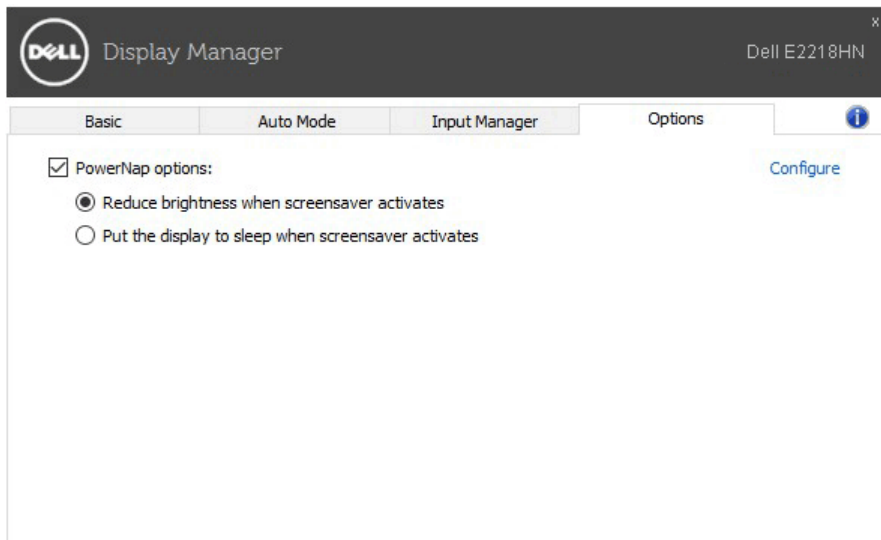 x
DELL
Display Manager
Dell E2218HN
Basic
Auto Mode
Input Manager
Options
i
PowerNap options:
Configure
Reduce brightness when screensaver activates
Put the display to sleep when screensaver activates